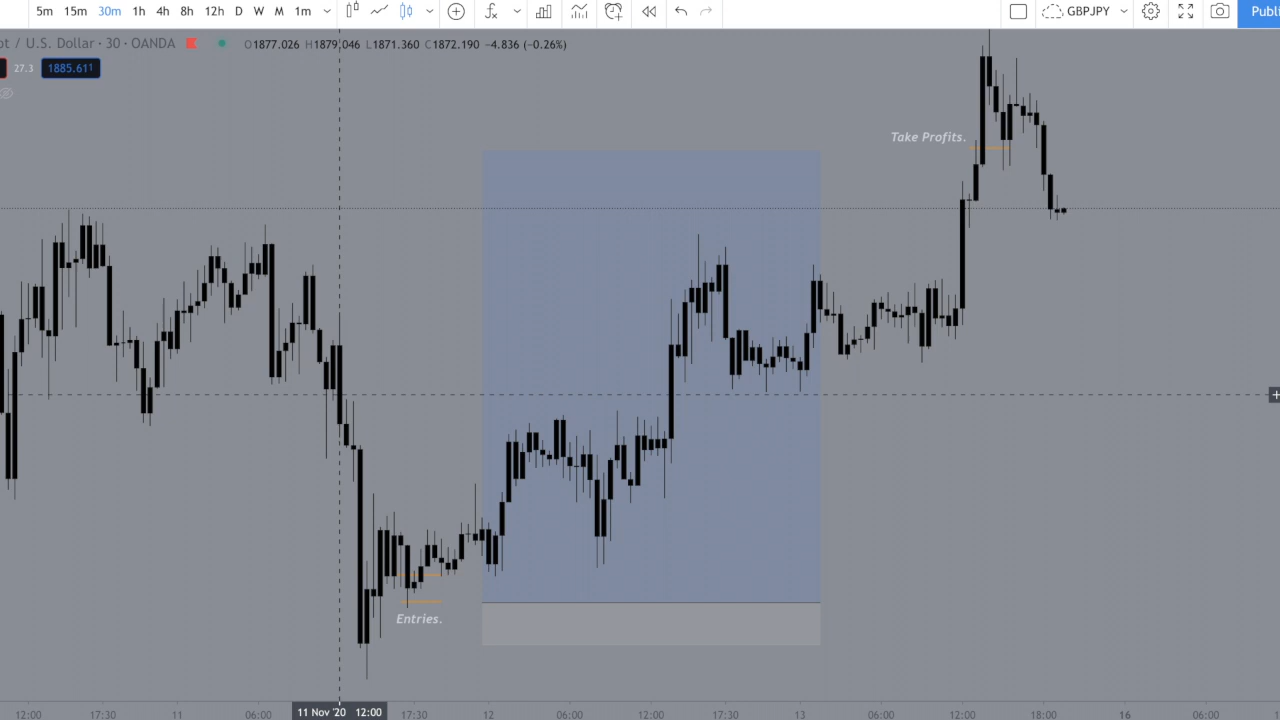 5m 15m 30m 1h 4h 8h 12h D W M 1m GBPJPY Publi
ot / U.S. Dollar · 30 · OANDA O1877.026 H1879.046 L1871.360 C1872.190 −4.836 (−0.26%)
27.3 1885.611
Take Profits.
Entries.
12:00 17:30 11 06:00 11 Nov '20 12:00 17:30 12 06:00 12:00 17:30 13 06:00 12:00 18:00 16 06:00